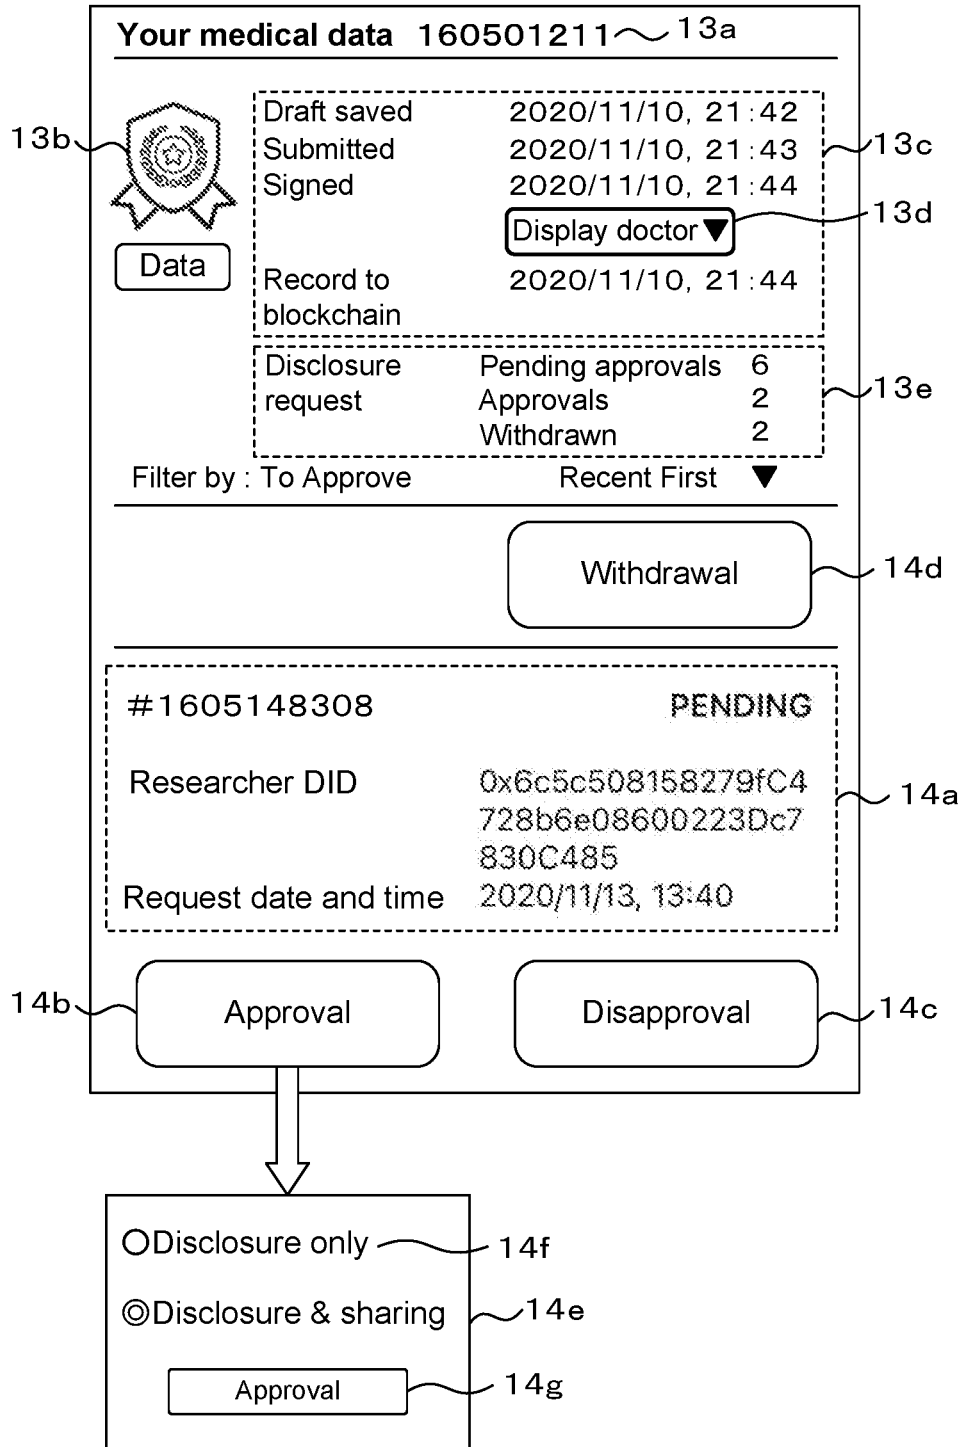 Your medical data 160501211 13a
13b
Draft saved 2020/11/10, 21:42
Submitted 2020/11/10, 21:43
13c
Signed 2020/11/10, 21:44
Display doctor ▼ 13d
Data
Record to 2020/11/10, 21:44
blockchain
Disclosure Pending approvals 6
13e
request Approvals 2
Withdrawn 2
Filter by : To Approve Recent First ▼
Withdrawal 14d
#1605148308 PENDING
Researcher DID 0x6c5c508158279fC4
14a
728b6e08600223Dc7
830C485
Request date and time 2020/11/13, 13:40
14b Approval Disapproval 14c
Disclosure only 14f
Disclosure & sharing 14e
Approval 14g